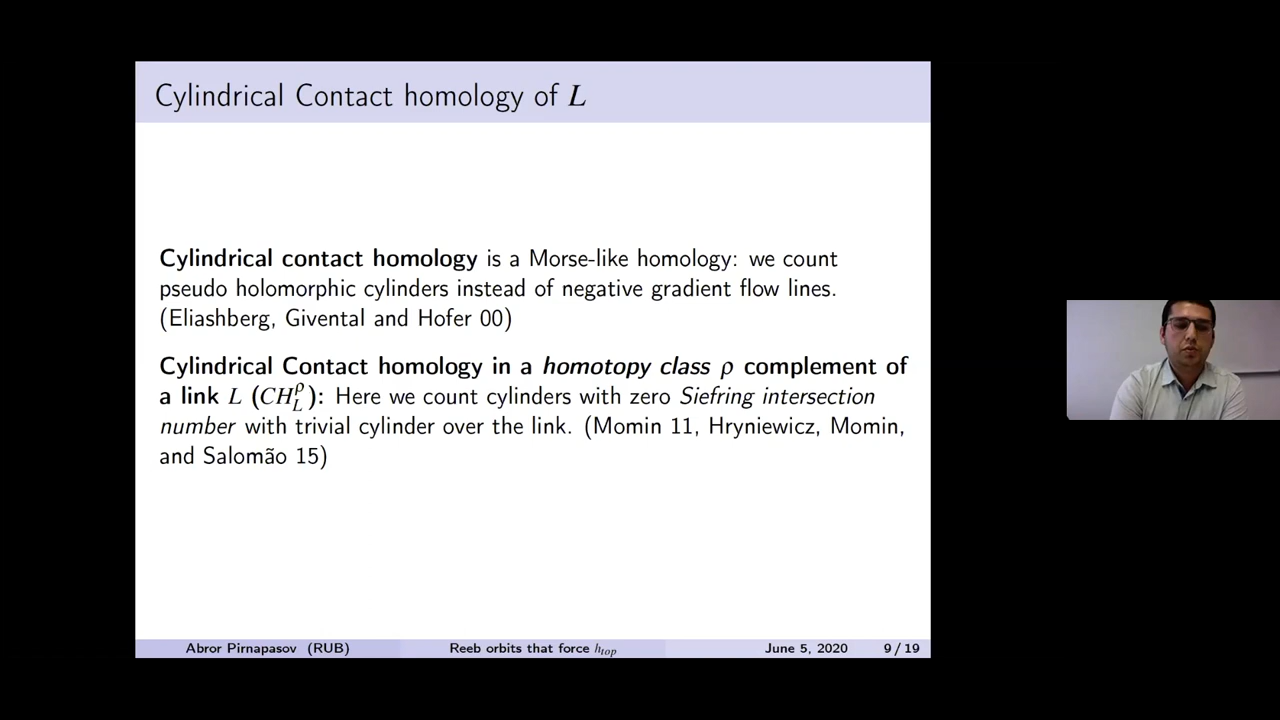 Cylindrical Contact homology of L
Cylindrical contact homology is a Morse-like homology: we count
pseudo holomorphic cylinders instead of negative gradient flow lines.
(Eliashberg, Givental and Hofer 00)
Cylindrical Contact homology in a homotopy class ρ complement of
a link L (CH_L^ρ): Here we count cylinders with zero Siefring intersection
number with trivial cylinder over the link. (Momin 11, Hryniewicz, Momin,
and Salomão 15)
Abror Pirnapasov (RUB) Reeb orbits that force h_top June 5, 2020 9 / 19